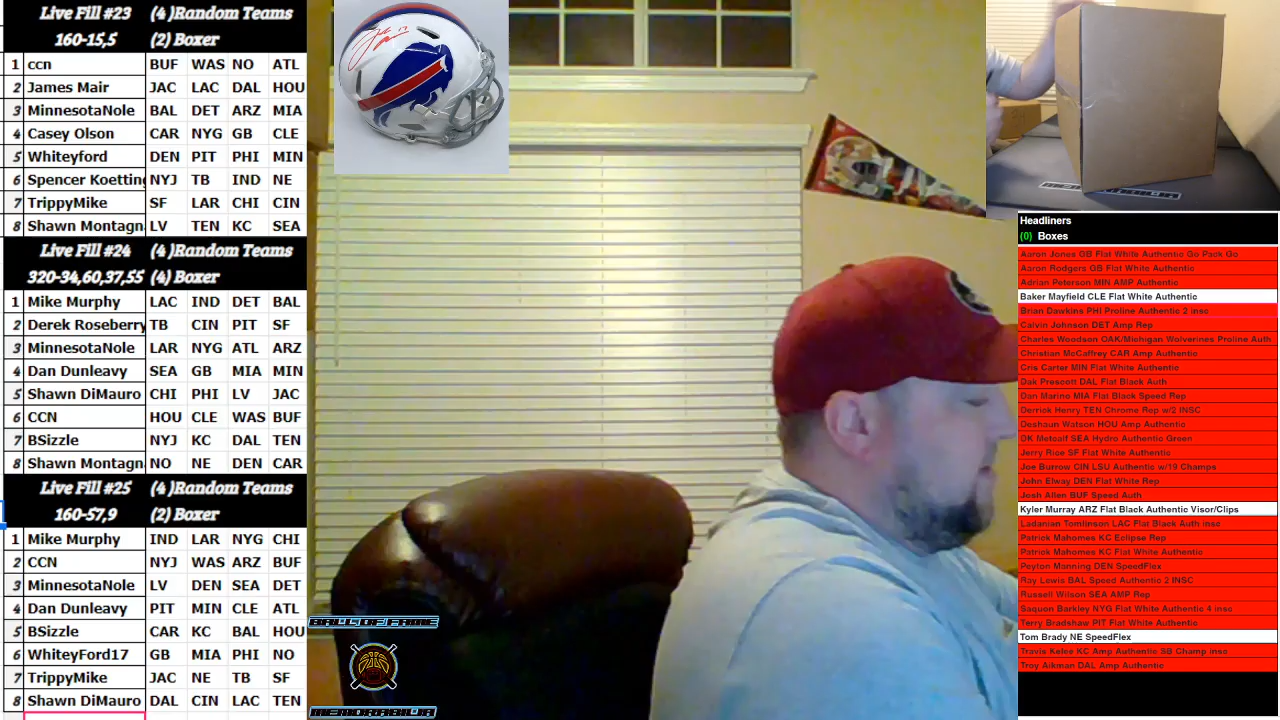 Live Fill #23 (4 )Random Teams
160-15,5 (2) Boxer
1 ccn BUF WAS NO ATL
2 James Mair JAC LAC DAL HOU
3 MinnesotaNole BAL DET ARZ MIA
4 Casey Olson CAR NYG GB CLE
5 Whiteyford DEN PIT PHI MIN
6 Spencer Koetting NYJ TB IND NE
7 TrippyMike SF LAR CHI CIN
8 Shawn Montagn LV TEN KC SEA
Live Fill #24 (4 )Random Teams
320-34,60,37,55 (4) Boxer
1 Mike Murphy LAC IND DET BAL
2 Derek Roseberry TB CIN PIT SF
3 MinnesotaNole LAR NYG ATL ARZ
4 Dan Dunleavy SEA GB MIA MIN
5 Shawn DiMauro CHI PHI LV JAC
6 CCN HOU CLE WAS BUF
7 BSizzle NYJ KC DAL TEN
8 Shawn Montagn NO NE DEN CAR
Live Fill #25 (4 )Random Teams
160-57,9 (2) Boxer
1 Mike Murphy IND LAR NYG CHI
2 CCN NYJ WAS ARZ BUF
3 MinnesotaNole LV DEN SEA DET
4 Dan Dunleavy PIT MIN CLE ATL
5 BSizzle CAR KC BAL HOU
6 WhiteyFord17 GB MIA PHI NO
7 TrippyMike JAC NE TB SF
8 Shawn DiMauro DAL CIN LAC TEN
BALL OF FAME
MEMORABILIA
Headliners
(0) Boxes
Aaron Jones GB Flat White Authentic Go Pack Go
Aaron Rodgers GB Flat White Authentic
Adrian Peterson MIN AMP Authentic
Baker Mayfield CLE Flat White Authentic
Brian Dawkins PHI Proline Authentic 2 insc
Calvin Johnson DET Amp Rep
Charles Woodson OAK/Michigan Wolverines Proline Auth
Christian McCaffrey CAR Amp Authentic
Cris Carter MIN Flat White Authentic
Dak Prescott DAL Flat Black Auth
Dan Marino MIA Flat Black Speed Rep
Derrick Henry TEN Chrome Rep w/2 INSC
Deshaun Watson HOU Amp Authentic
DK Metcalf SEA Hydro Authentic Green
Jerry Rice SF Flat White Authentic
Joe Burrow CIN LSU Authentic w/19 Champs
John Elway DEN Flat White Rep
Josh Allen BUF Speed Auth
Kyler Murray ARZ Flat Black Authentic Visor/Clips
Ladanian Tomlinson LAC Flat Black Auth insc
Patrick Mahomes KC Eclipse Rep
Patrick Mahomes KC Flat White Authentic
Peyton Manning DEN SpeedFlex
Ray Lewis BAL Speed Authentic 2 INSC
Russell Wilson SEA AMP Rep
Saquon Barkley NYG Flat White Authentic 4 insc
Terry Bradshaw PIT Flat White Authentic
Tom Brady NE SpeedFlex
Travis Kelce KC Amp Authentic SB Champ insc
Troy Aikman DAL Amp Authentic